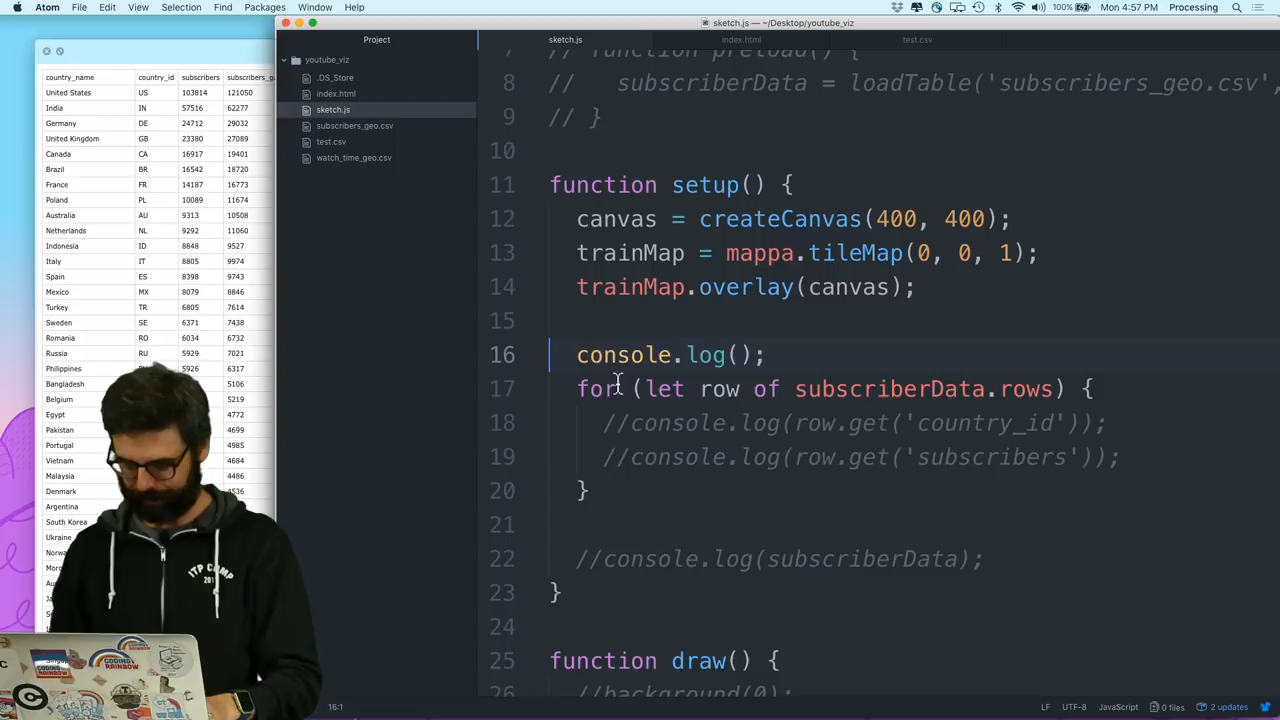 Atom File Edit View Selection Find Packages Window Help
100% Mon 4:57 PM Processing
sketch.js — ~/Desktop/youtube_viz
Project
sketch.js
index.html
test.csv
youtube_viz
.DS_Store
index.html
sketch.js
subscribers_geo.csv
test.csv
watch_time_geo.csv
country_name country_id subscribers subscribers_g
United States US 103814 121050
India IN 57516 62277
Germany DE 24712 29032
United Kingdom GB 23380 27089
Canada CA 16917 19401
Brazil BR 16542 18720
France FR 14187 16773
Poland PL 10089 11674
Australia AU 9313 10508
Netherlands NL 9292 11060
Indonesia ID 8848 9527
Italy IT 8805 9974
Spain ES 8398 9743
Mexico MX 8079 8846
Turkey TR 6805 7614
Sweden SE 6371 7438
Romania RO 6034 6732
Russia RU 5929 7021
Philippines 5926 6317
Bangladesh 5106
Belgium 5219
Egypt 4772
Pakistan 4699
Portugal 4985
Vietnam 4684
Malaysia 4486
Denmark 4536
Argentina
South Korea
Ukraine
Norwa
Moro
7 // function preload() {
8 // subscriberData = loadTable('subscribers_geo.csv',
9 // }
10
11 function setup() {
12 canvas = createCanvas(400, 400);
13 trainMap = mappa.tileMap(0, 0, 1);
14 trainMap.overlay(canvas);
15
16 console.log();
17 for (let row of subscriberData.rows) {
18 //console.log(row.get('country_id'));
19 //console.log(row.get('subscribers'));
20 }
21
22 //console.log(subscriberData);
23 }
24
25 function draw() {
26 //background(0);
16:1
LF UTF-8 JavaScript 0 files 2 updates
ITP CAMP
CODING RAINBOW